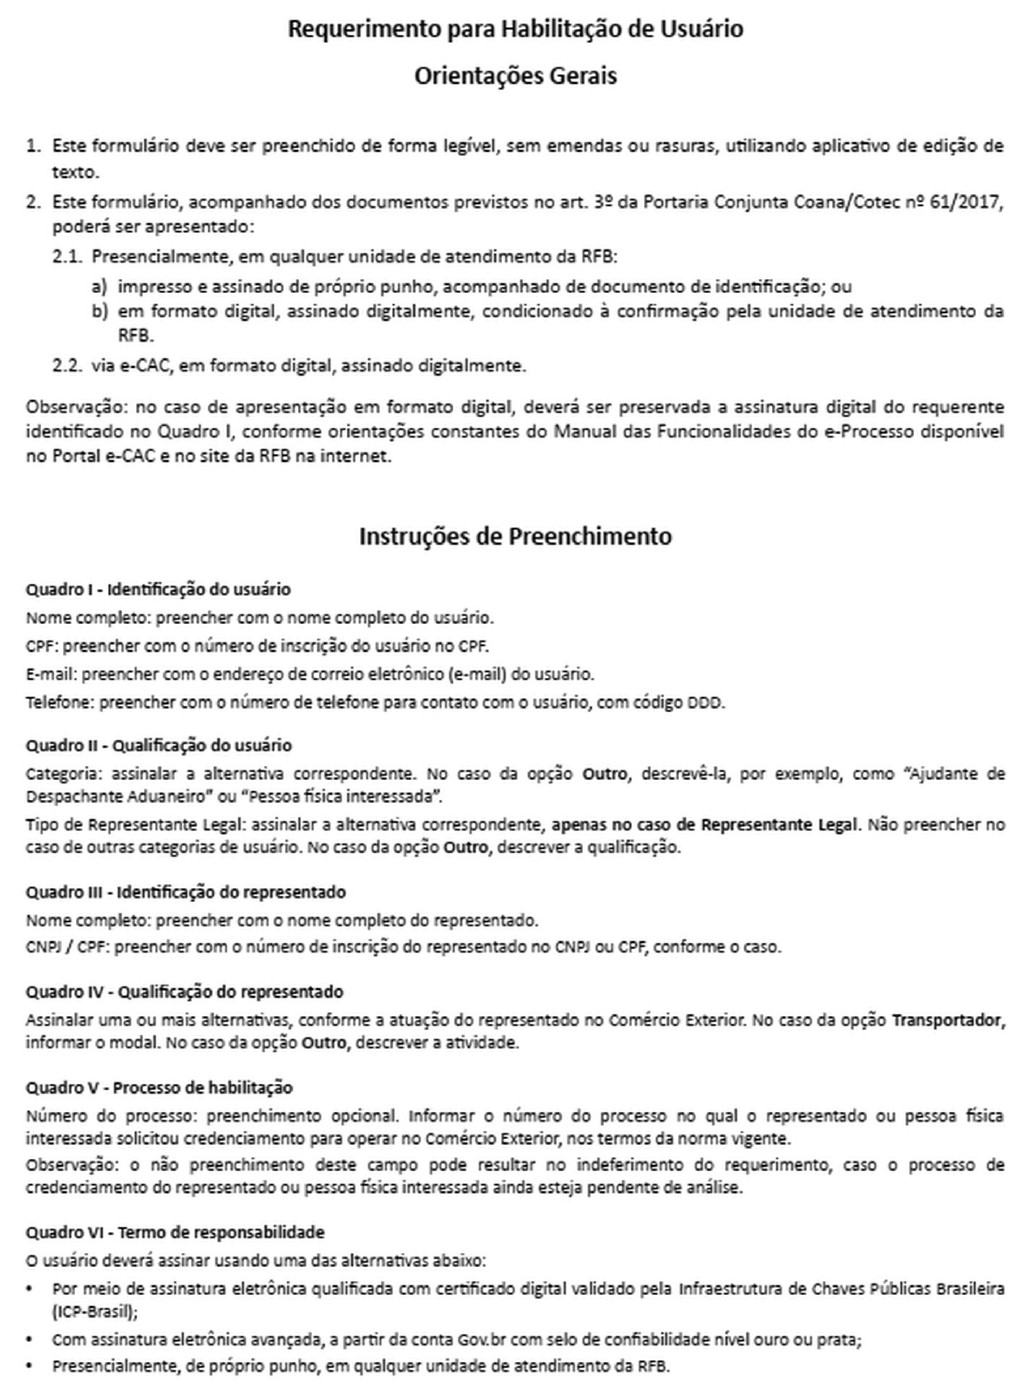 Requerimento para Habilitação de Usuário
Orientações Gerais
1. Este formulário deve ser preenchido de forma legível, sem emendas ou rasuras, utilizando aplicativo de edição de
texto.
2. Este formulário, acompanhado dos documentos previstos no art. 3º da Portaria Conjunta Coana/Cotec nº 61/2017,
poderá ser apresentado:
2.1. Presencialmente, em qualquer unidade de atendimento da RFB:
a) impresso e assinado de próprio punho, acompanhado de documento de identificação; ou
b) em formato digital, assinado digitalmente, condicionado à confirmação pela unidade de atendimento da
RFB.
2.2. via e-CAC, em formato digital, assinado digitalmente.
Observação: no caso de apresentação em formato digital, deverá ser preservada a assinatura digital do requerente
identificado no Quadro I, conforme orientações constantes do Manual das Funcionalidades do e-Processo disponível
no Portal e-CAC e no site da RFB na internet.
Instruções de Preenchimento
Quadro I - Identificação do usuário
Nome completo: preencher com o nome completo do usuário.
CPF: preencher com o número de inscrição do usuário no CPF.
E-mail: preencher com o endereço de correio eletrônico (e-mail) do usuário.
Telefone: preencher com o número de telefone para contato com o usuário, com código DDD.
Quadro II - Qualificação do usuário
Categoria: assinalar a alternativa correspondente. No caso da opção Outro, descrevê-la, por exemplo, como “Ajudante de
Despachante Aduaneiro” ou “Pessoa física interessada”.
Tipo de Representante Legal: assinalar a alternativa correspondente, apenas no caso de Representante Legal. Não preencher no
caso de outras categorias de usuário. No caso da opção Outro, descrever a qualificação.
Quadro III - Identificação do representado
Nome completo: preencher com o nome completo do representado.
CNPJ / CPF: preencher com o número de inscrição do representado no CNPJ ou CPF, conforme o caso.
Quadro IV - Qualificação do representado
Assinalar uma ou mais alternativas, conforme a atuação do representado no Comércio Exterior. No caso da opção Transportador,
informar o modal. No caso da opção Outro, descrever a atividade.
Quadro V - Processo de habilitação
Número do processo: preenchimento opcional. Informar o número do processo no qual o representado ou pessoa física
interessada solicitou credenciamento para operar no Comércio Exterior, nos termos da norma vigente.
Observação: o não preenchimento deste campo pode resultar no indeferimento do requerimento, caso o processo de
credenciamento do representado ou pessoa física interessada ainda esteja pendente de análise.
Quadro VI - Termo de responsabilidade
O usuário deverá assinar usando uma das alternativas abaixo:
• Por meio de assinatura eletrônica qualificada com certificado digital validado pela Infraestrutura de Chaves Públicas Brasileira
(ICP-Brasil);
• Com assinatura eletrônica avançada, a partir da conta Gov.br com selo de confiabilidade nível ouro ou prata;
• Presencialmente, de próprio punho, em qualquer unidade de atendimento da RFB.